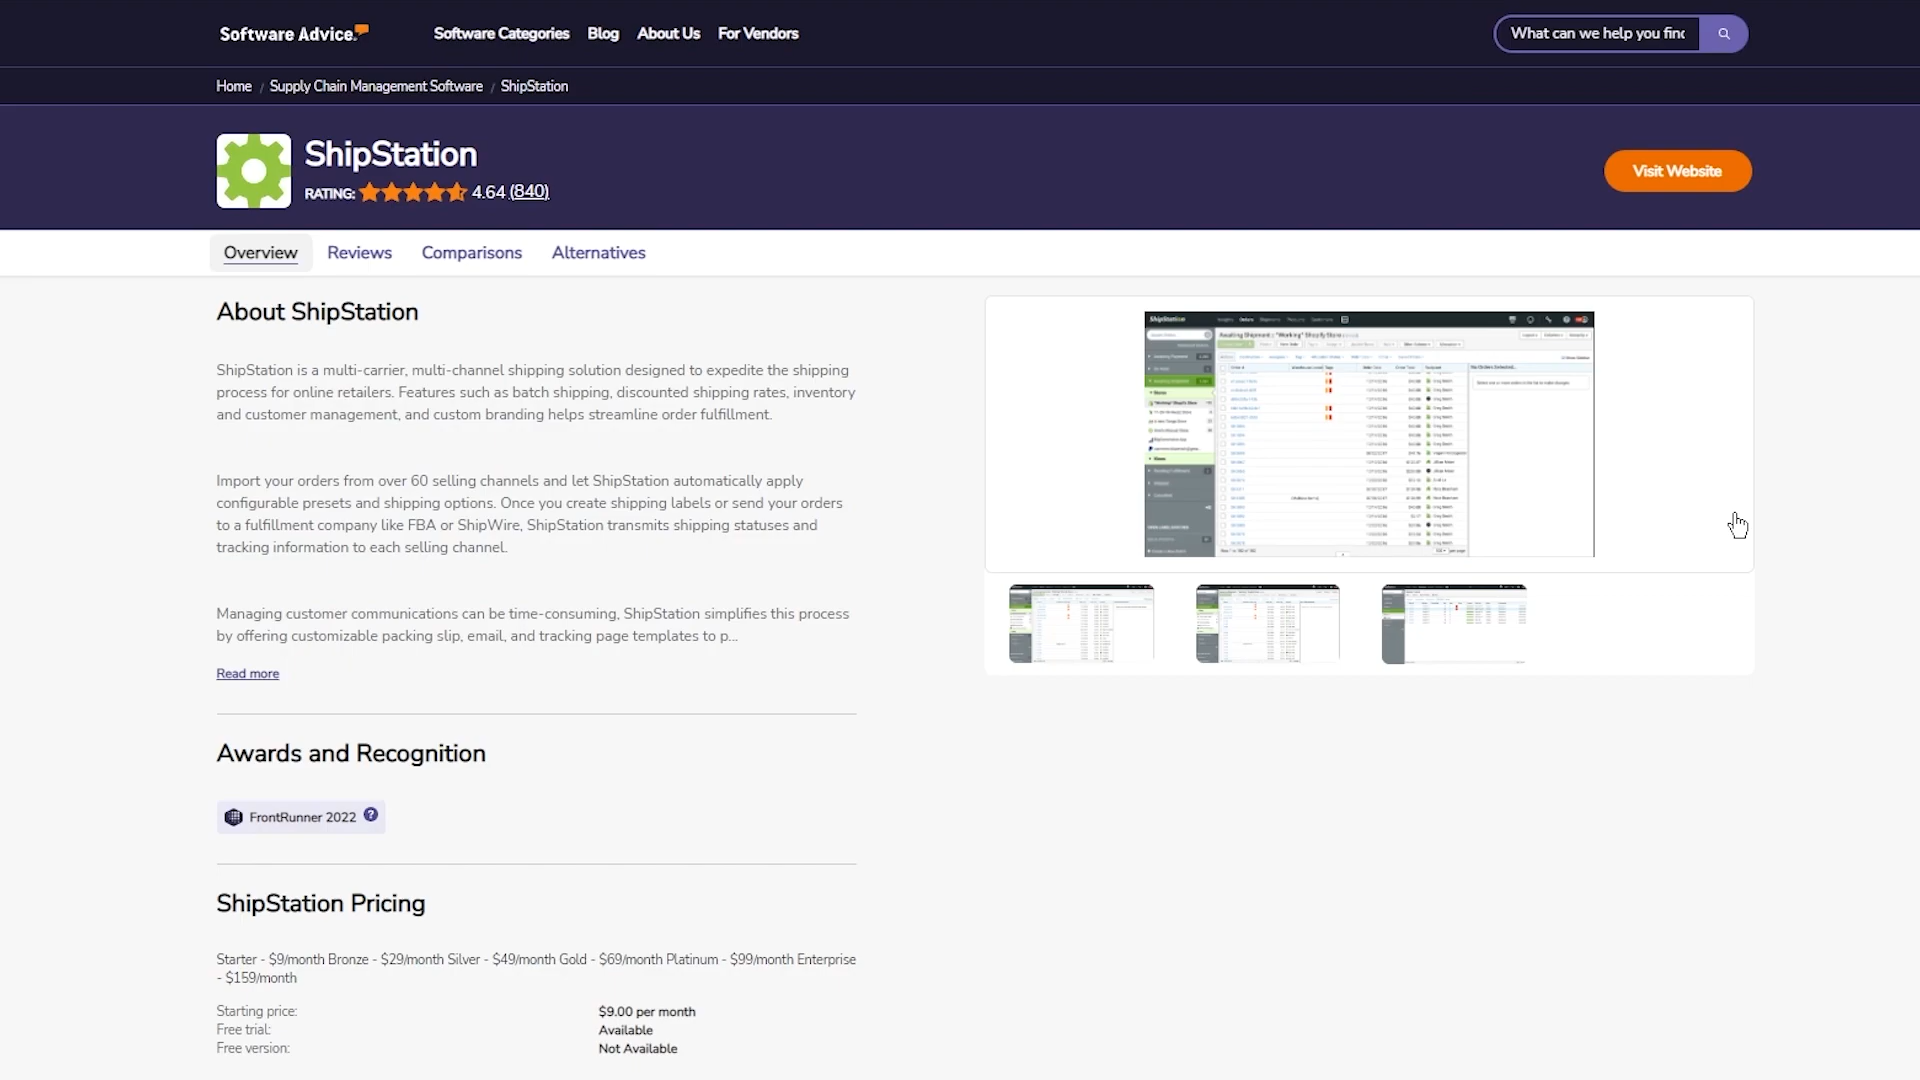 Software Advice.
Software Categories Blog About Us For Vendors
What can we help you find
Home / Supply Chain Management Software / ShipStation
ShipStation
RATING: 4.64 (840)
Visit Website
Overview Reviews Comparisons Alternatives
About ShipStation
ShipStation is a multi-carrier, multi-channel shipping solution designed to expedite the shipping
process for online retailers. Features such as batch shipping, discounted shipping rates, inventory
and customer management, and custom branding helps streamline order fulfillment.
Import your orders from over 60 selling channels and let ShipStation automatically apply
configurable presets and shipping options. Once you create shipping labels or send your orders
to a fulfillment company like FBA or ShipWire, ShipStation transmits shipping statuses and
tracking information to each selling channel.
Managing customer communications can be time-consuming, ShipStation simplifies this process
by offering customizable packing slip, email, and tracking page templates to p...
Read more
Awards and Recognition
FrontRunner 2022 ?
ShipStation Pricing
Starter - $9/month Bronze - $29/month Silver - $49/month Gold - $69/month Platinum - $99/month Enterprise
- $159/month
Starting price: $9.00 per month
Free trial: Available
Free version: Not Available
ShipStation
Awaiting Shipment : "Working" Shopify Store